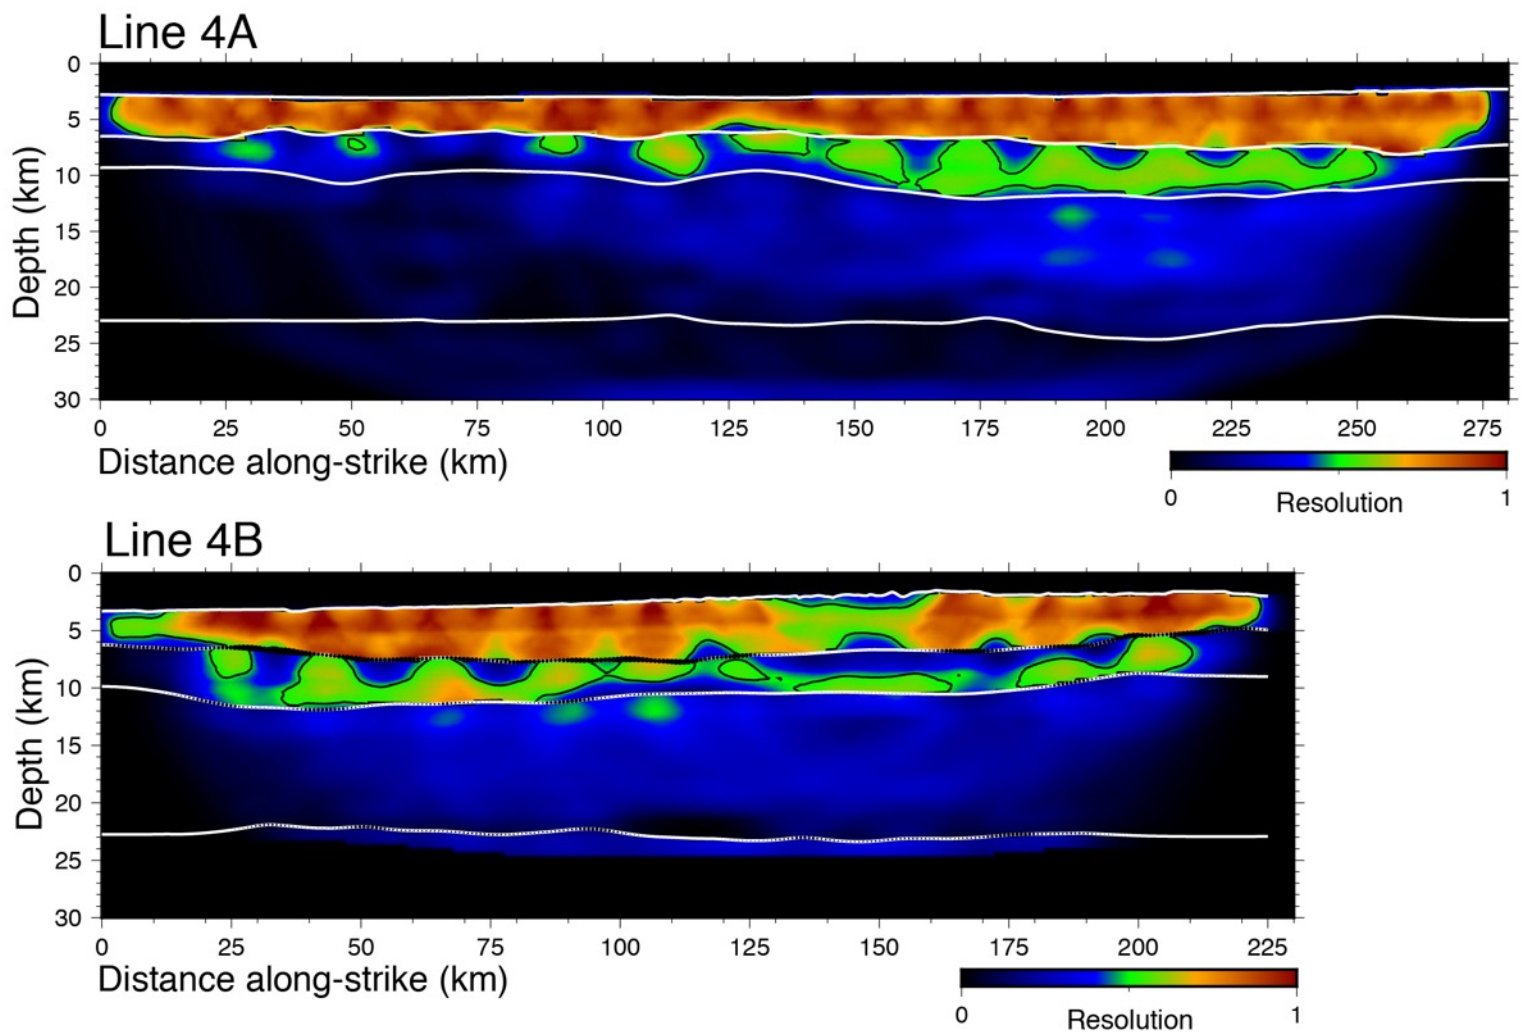 Line 4A
0
5
10
15
20
25
30
Depth (km)
0 25 50 75 100 125 150 175 200 225 250 275
Distance along-strike (km)
0 Resolution 1
Line 4B
0
5
10
15
20
25
30
Depth (km)
0 25 50 75 100 125 150 175 200 225
Distance along-strike (km)
0 Resolution 1